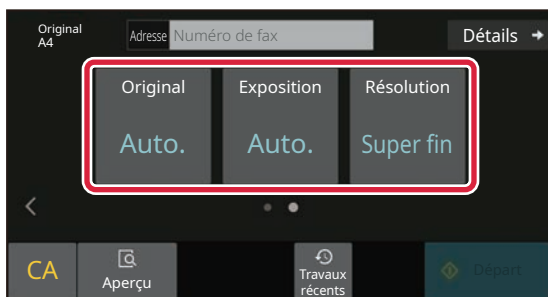 Original
A4
Adresse Numéro de fax
Détails
Original Exposition Résolution
Auto. Auto. Super fin
CA
Aperçu
Travaux
récents
Départ